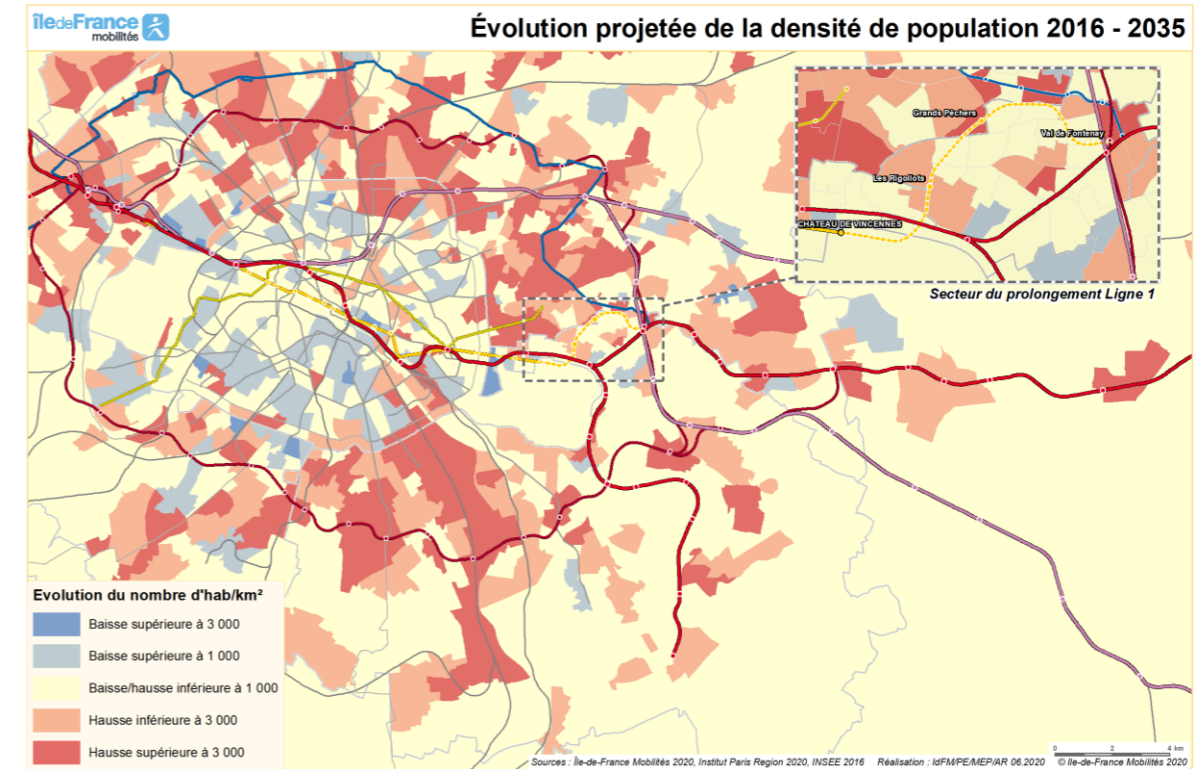 îledeFrance
mobilités
Évolution projetée de la densité de population 2016 - 2035
Grands Pêchers
Val de Fontenay
Les Rigollots
CHATEAU DE VINCENNES
Secteur du prolongement Ligne 1
Evolution du nombre d'hab/km²
Baisse supérieure à 3 000
Baisse supérieure à 1 000
Baisse/hausse inférieure à 1 000
Hausse inférieure à 3 000
Hausse supérieure à 3 000
0 2 4 km
Sources : Île-de-France Mobilités 2020, Institut Paris Region 2020, INSEE 2016 Réalisation : IdFM/PE/MEP/AR 06.2020 © Ile-de-France Mobilités 2020